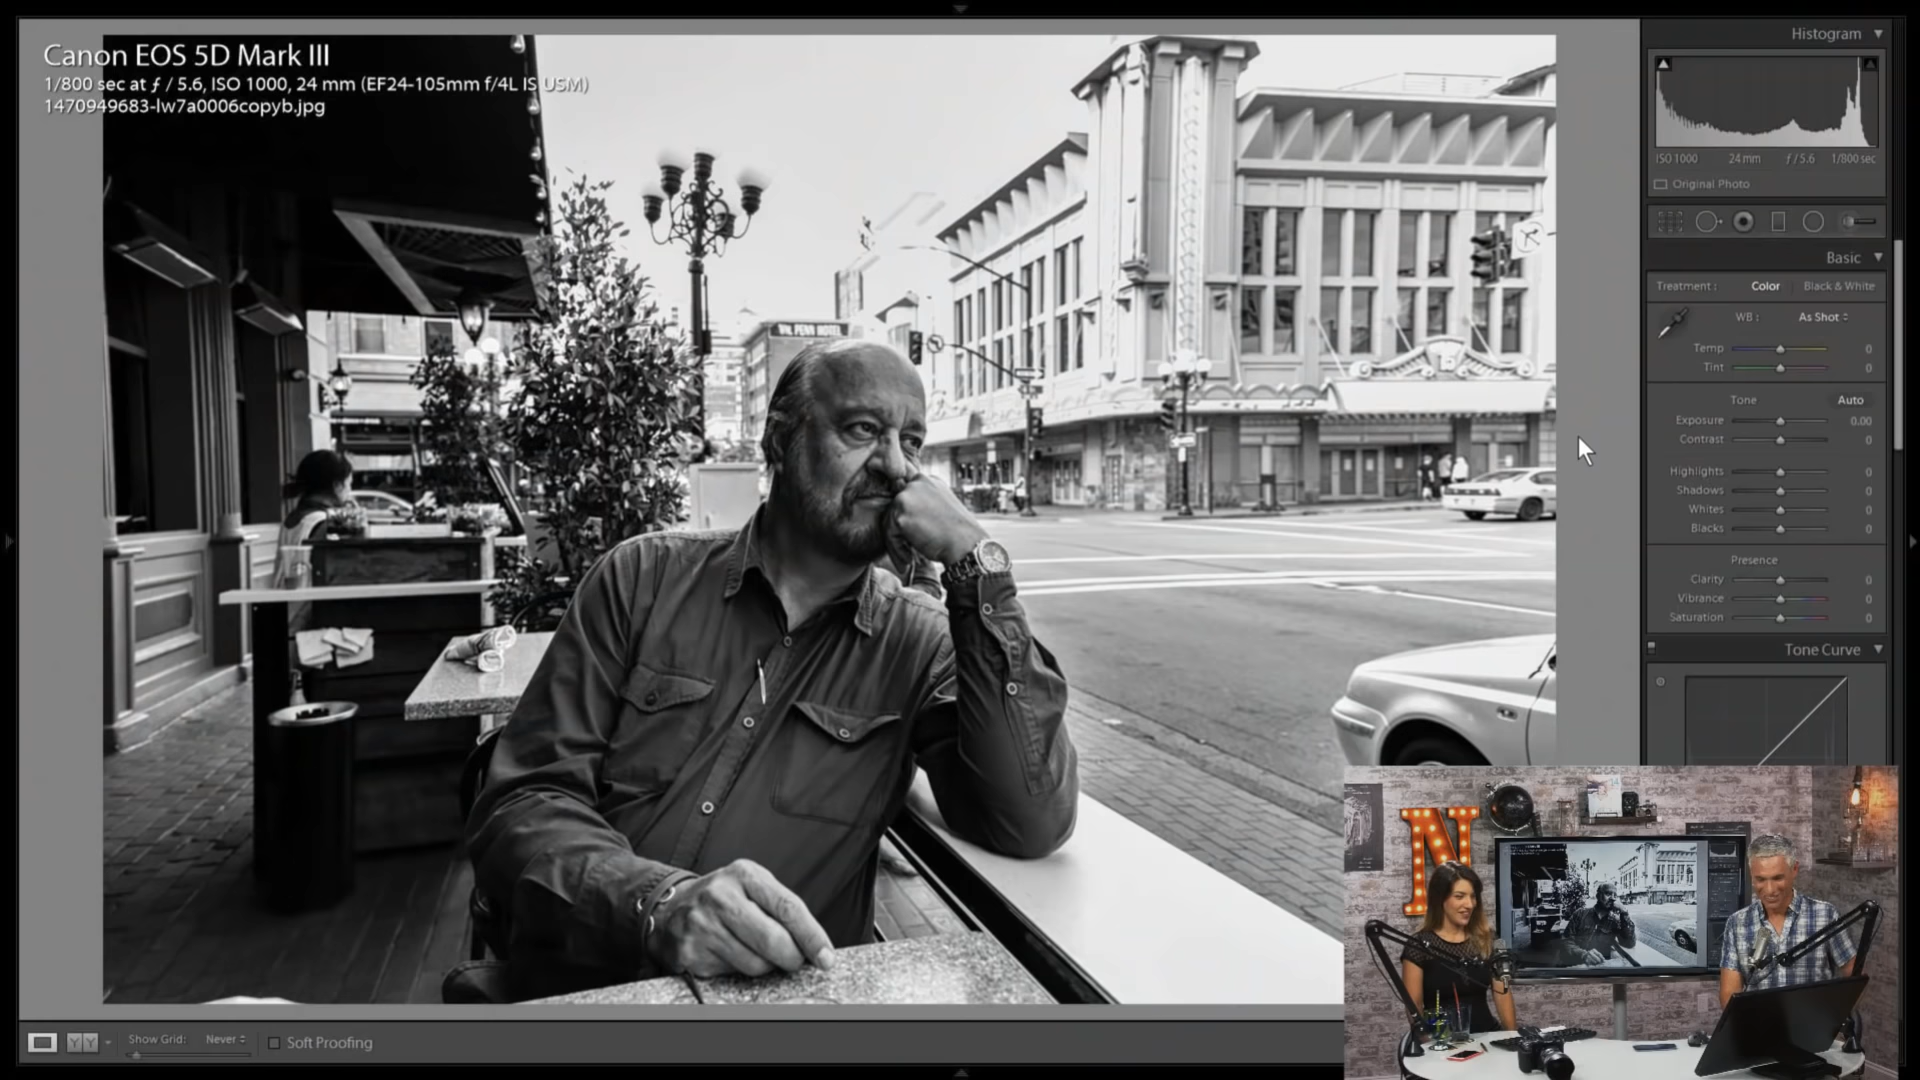 Canon EOS 5D Mark III
1/800 sec at ƒ / 5.6, ISO 1000, 24 mm (EF24-105mm f/4L IS USM)
1470949683-lw7a0006copyb.jpg
Wm. PENN HOTEL
Histogram
ISO 1000 24 mm ƒ / 5.6 1/800 sec
Original Photo
Basic
Treatment : Color Black & White
WB : As Shot
Temp 0
Tint 0
Tone Auto
Exposure 0.00
Contrast 0
Highlights 0
Shadows 0
Whites 0
Blacks 0
Presence
Clarity 0
Vibrance 0
Saturation 0
Tone Curve
N
Y Y Show Grid: Never Soft Proofing